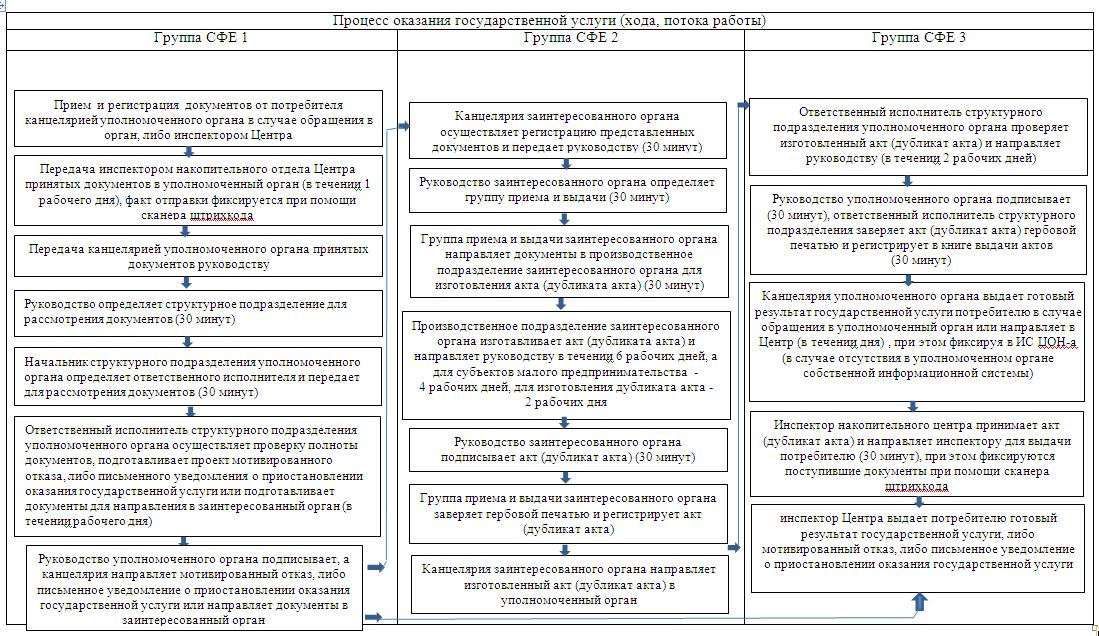 Процесс оказания государственной услуги (хода, потока работы)
Группа СФЕ 1
Группа СФЕ 2
Группа СФЕ 3
Прием и регистрация документов от потребителя
канцелярией уполномоченного органа в случае обращения в
орган, либо инспектором Центра
Передача инспектором накопительного отдела Центра
принятых документов в уполномоченный орган (в течениц 1
рабочего дня), факт отправки фиксируется при помощи
сканера штрихкода
Передача канцелярией уполномоченного органа принятых
документов руководству
Руководство определяет структурное подразделение для
рассмотрения документов (30 минут)
Начальник структурного подразделения уполномоченного
органа определяет ответственного исполнителя и передает
для рассмотрения документов (30 минут)
Ответственный исполнитель структурного подразделения
уполномоченного органа осуществляет проверку полноты
документов, подготавливает проект мотивированного
отказа, либо письменного уведомления о приостановлении
оказания государственной услуги или подготавливает
документы для направления в заинтересованный орган (в
течениц рабочего дня)
Руководство уполномоченного органа подписывает, а
канцелярия направляет мотивированный отказ, либо
письменное уведомление о приостановлении оказания
государственной услуги или направляет документы в
заинтересованный орган
Канцелярия заинтересованного органа
осуществляет регистрацию представленных
документов и передает руководству (30 минут)
Руководство заинтересованного органа определяет
группу приема и выдачи (30 минут)
Группа приема и выдачи заинтересованного органа
направляет документы в производственное
подразделение заинтересованного органа для
изготовления акта (дубликата акта) (30 минут)
Производственное подразделение заинтересованного
органа изготавливает акт (дубликата акта) и
направляет руководству в течениц 6 рабочих дней, а
для субъектов малого предпринимательства -
4 рабочих дней, для изготовления дубликата акта -
2 рабочих дня
Руководство заинтересованного органа
подписывает акт (дубликат акта) (30 минут)
Группа приема и выдачи заинтересованного органа
заверяет гербовой печатью и регистрирует акт
(дубликат акта)
Канцелярия заинтересованного органа направляет
изготовленный акт (дубликат акта) в
уполномоченный орган
Ответственный исполнитель структурного
подразделения уполномоченного органа проверяет
изготовленный акт (дубликат акта) и направляет
руководству (в течениц 2 рабочих дней)
Руководство уполномоченного органа подписывает
(30 минут), ответственный исполнитель структурного
подразделения заверяет акт (дубликат акта) гербовой
печатью и регистрирует в книге выдачи актов
(30 минут)
Канцелярия уполномоченного органа выдает готовый
результат государственной услуги потребителю в случае
обращения в уполномоченный орган или направляет в
Центр (в течениц дня) , при этом фиксируя в ИС ЦОН-а
(в случае отсутствия в уполномоченном органе
собственной информационной системы)
Инспектор накопительного центра принимает акт
(дубликат акта) и направляет инспектору для выдачи
потребителю (30 минут), при этом фиксируются
поступившие документы при помощи сканера
штрихкода
инспектор Центра выдает потребителю готовый
результат государственной услуги, либо
мотивированный отказ, либо письменное уведомление
о приостановлении оказания государственной услуги